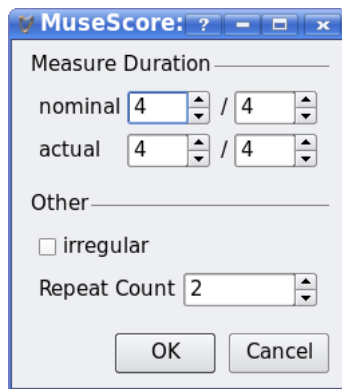 MuseScore: ?
Measure Duration
nominal 4 / 4
actual 4 / 4
Other
irregular
Repeat Count 2
OK Cancel